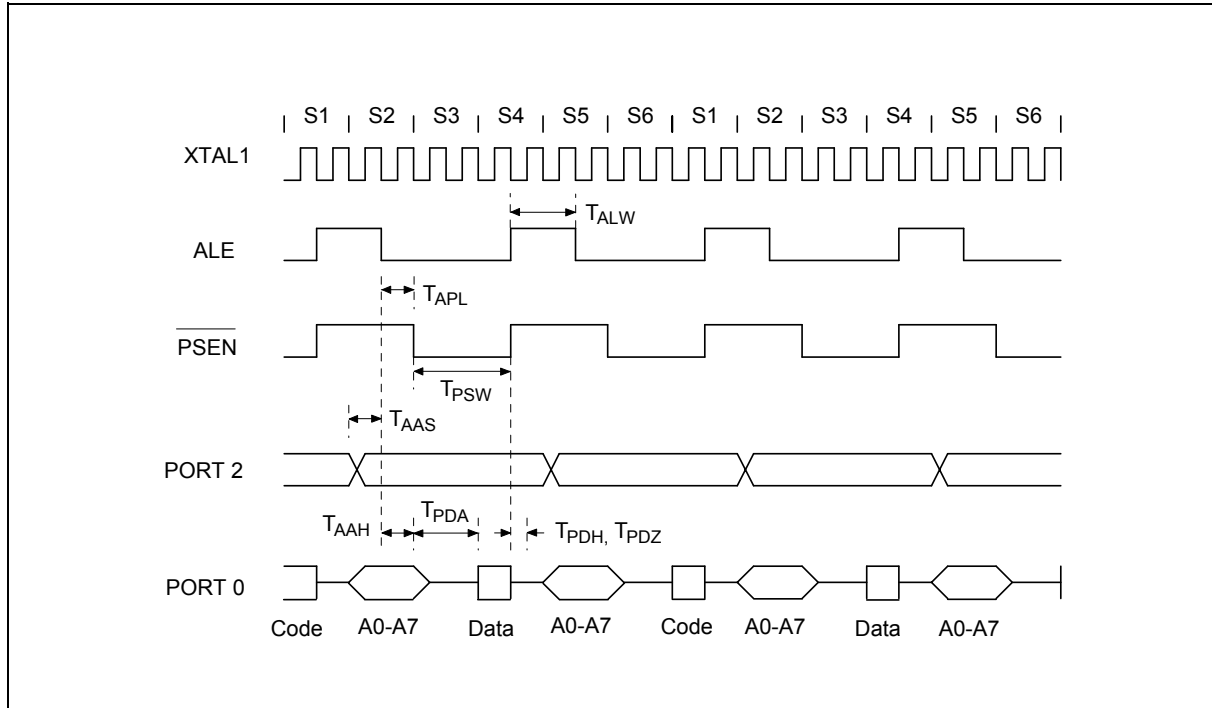 S1 S2 S3 S4 S5 S6 S1 S2 S3 S4 S5 S6
XTAL1
TALW
ALE
TAPL
PSEN
TPSW
TAAS
PORT 2
TAAH TPDA TPDH, TPDZ
PORT 0
Code A0-A7 Data A0-A7 Code A0-A7 Data A0-A7